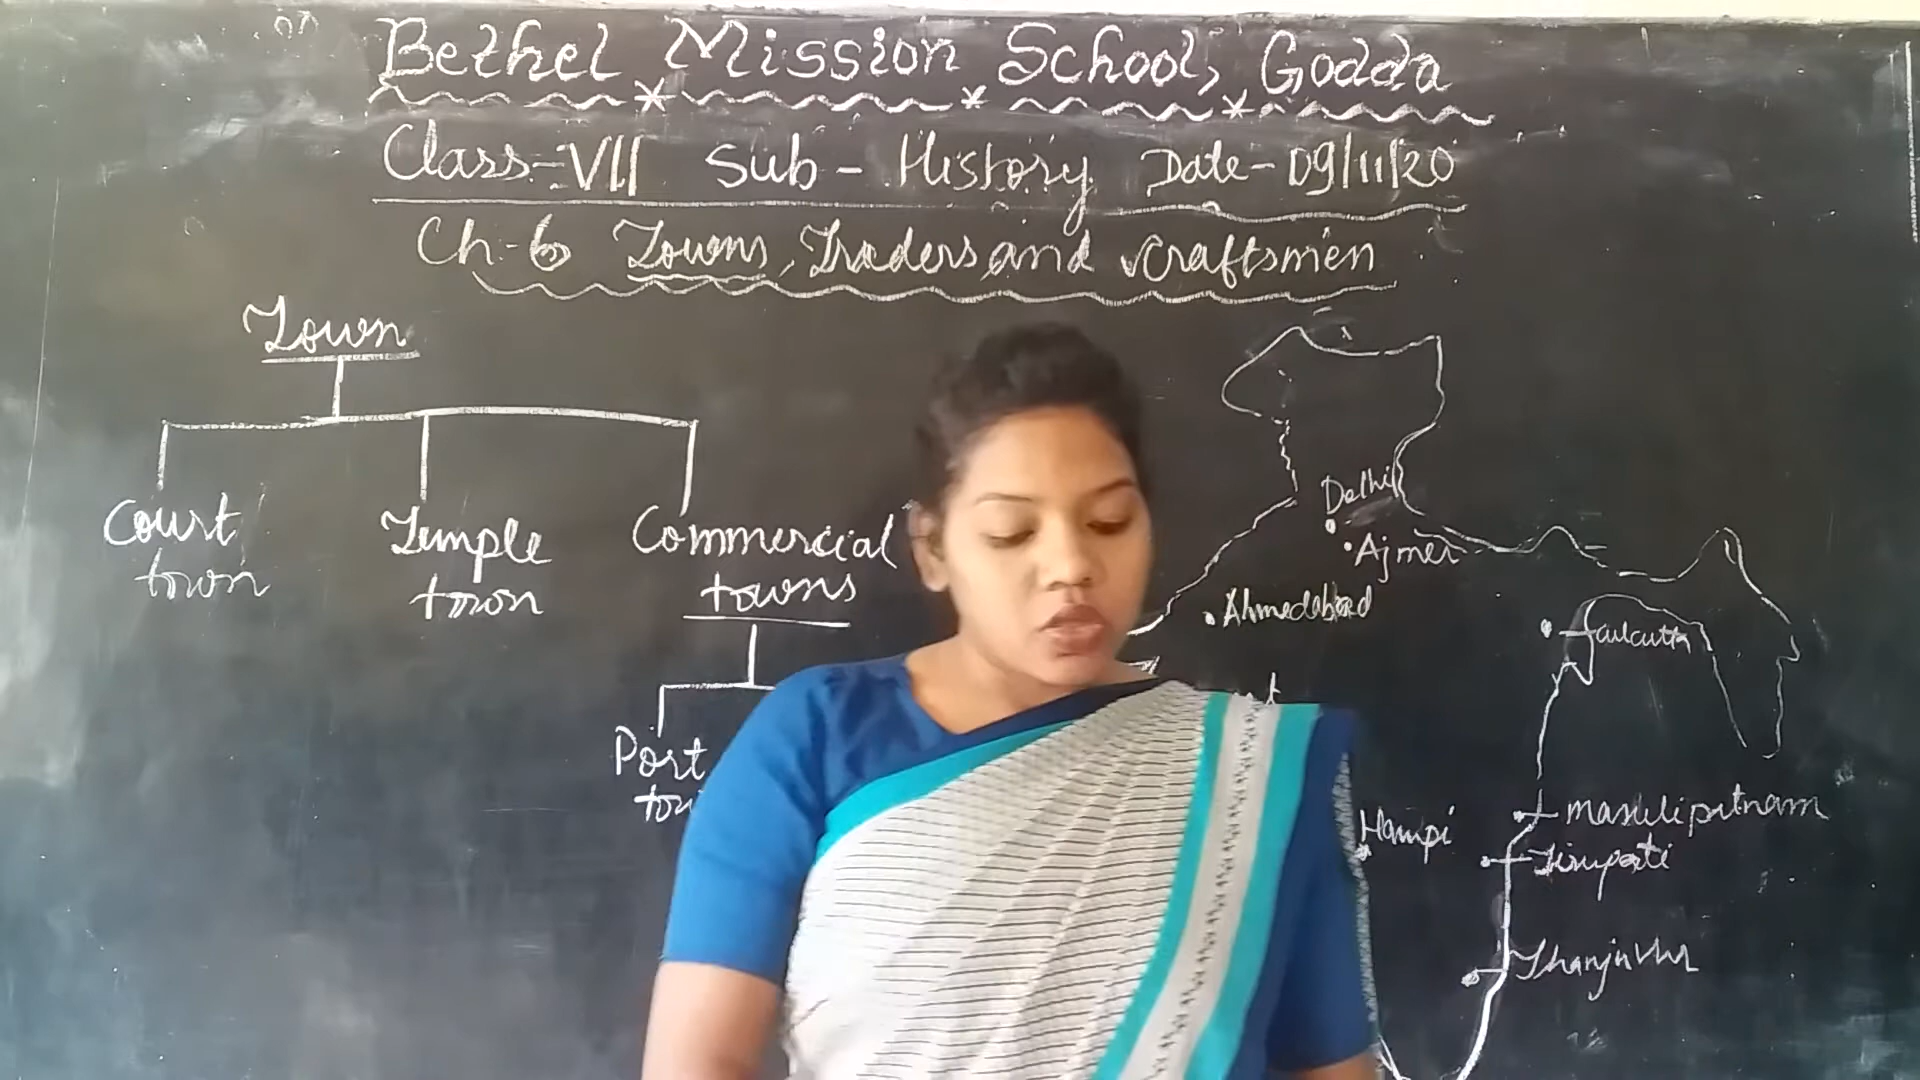 Bethel Mission School, Godda
Class-VII Sub - History Date - 09/11/20
Ch-6 Towns, Traders and Craftsmen
Town
Court town
Temple town
Commercial towns
Port
Delhi
Ajmer
Ahmedabad
Calcutta
Hampi
Masulipatnam
Tirupati